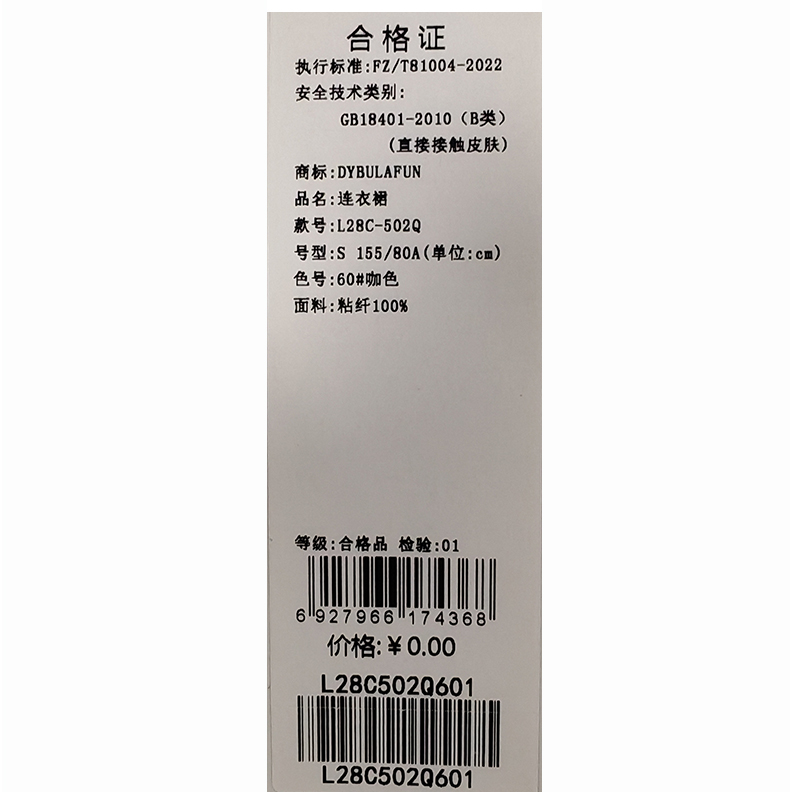 合格证
执行标准:FZ/T81004-2022
安全技术类别:
GB18401-2010（B类）
(直接接触皮肤)
商标:DYBULAFUN
品名:连衣裙
款号:L28C-502Q
号型:S 155/80A(单位:cm)
色号:60#咖色
面料:粘纤100%
等级:合格品 检验:01
6 927966 174368
价格:￥0.00
L28C502Q601
L28C502Q601